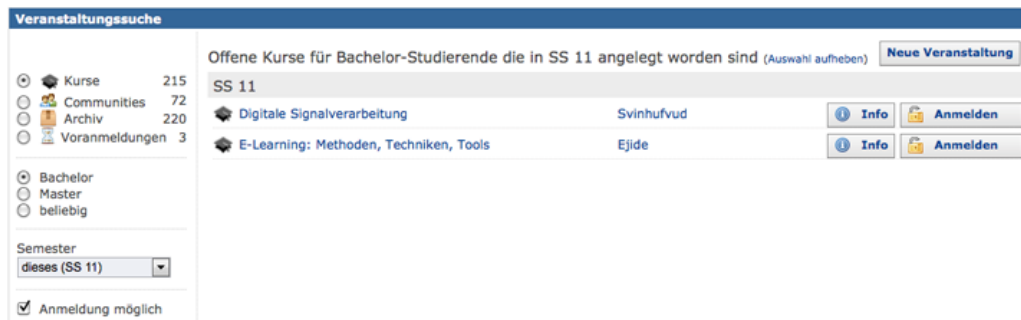 Veranstaltungssuche
Kurse 215
Communities 72
Archiv 220
Voranmeldungen 3
Bachelor
Master
beliebig
Semester
dieses (SS 11)
Anmeldung möglich
Offene Kurse für Bachelor-Studierende die in SS 11 angelegt worden sind (Auswahl aufheben) Neue Veranstaltung
SS 11
Digitale Signalverarbeitung Svinhufvud Info Anmelden
E-Learning: Methoden, Techniken, Tools Ejide Info Anmelden